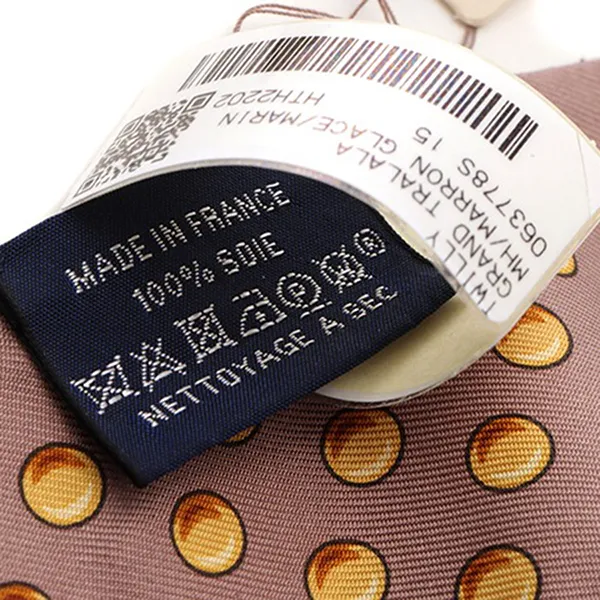 HTH2202
TWILLY
GRAND TRALALA
MH/MARRON GLACE/MARIN
063778S 15
MADE IN FRANCE
100% SOIE
NETTOYAGE A SEC